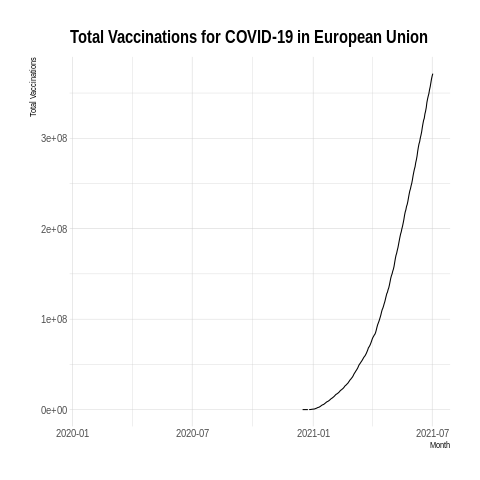 Total Vaccinations for COVID-19 in European Union
Total Vaccinations
3e+08
2e+08
1e+08
0e+00
2020-01 2020-07 2021-01 2021-07
Month